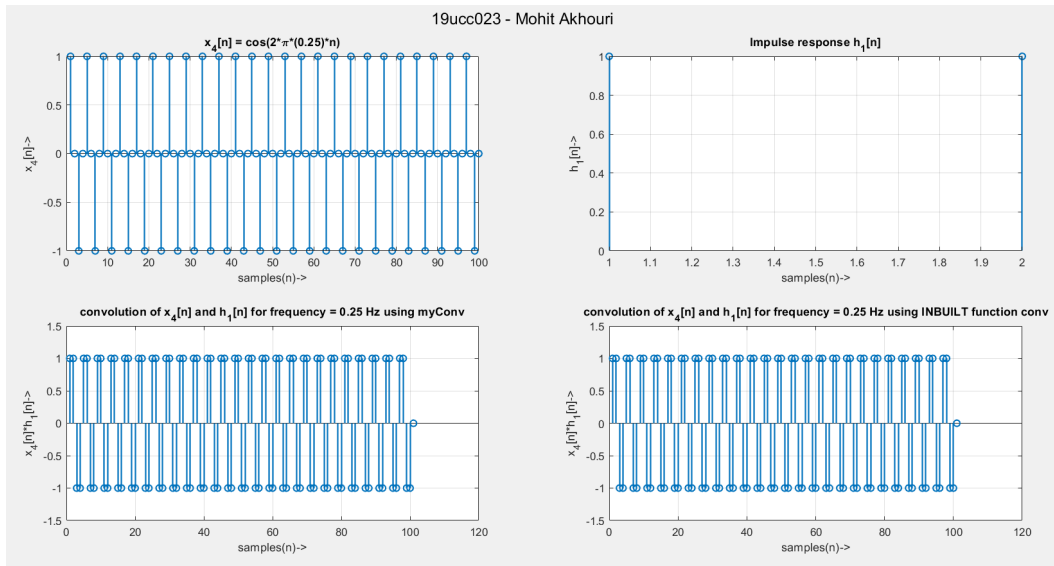 19ucc023 - Mohit Akhouri
x4[n] = cos(2*π*(0.25)*n)
1
0.5
0
-0.5
-1
x4[n]->
0 10 20 30 40 50 60 70 80 90 100
samples(n)->
Impulse response h1[n]
1
0.8
0.6
0.4
0.2
0
h1[n]->
1 1.1 1.2 1.3 1.4 1.5 1.6 1.7 1.8 1.9 2
samples(n)->
convolution of x4[n] and h1[n] for frequency = 0.25 Hz using myConv
1.5
1
0.5
0
-0.5
-1
-1.5
x4[n]*h1[n]->
0 20 40 60 80 100 120
samples(n)->
convolution of x4[n] and h1[n] for frequency = 0.25 Hz using INBUILT function conv
1.5
1
0.5
0
-0.5
-1
-1.5
x4[n]*h1[n]->
0 20 40 60 80 100 120
samples(n)->